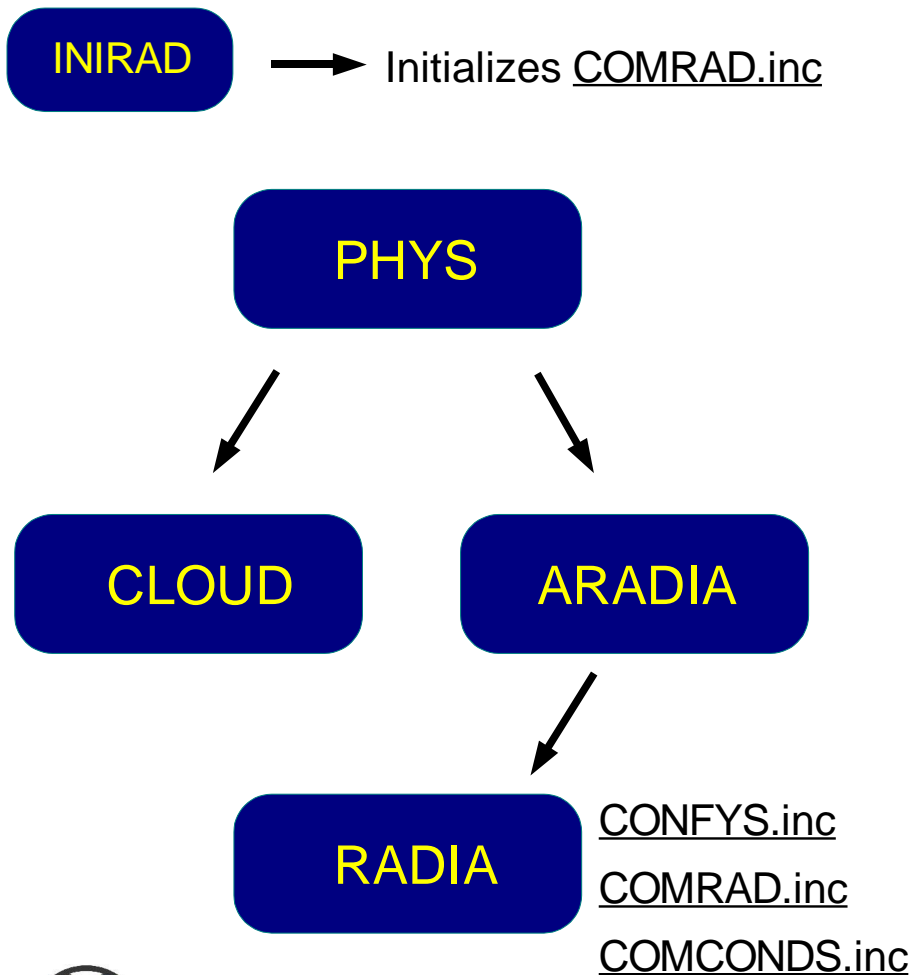 INIRAD
Initializes COMRAD.inc
PHYS
CLOUD
ARADIA
RADIA
CONFYS.inc
COMRAD.inc
COMCONDS.inc